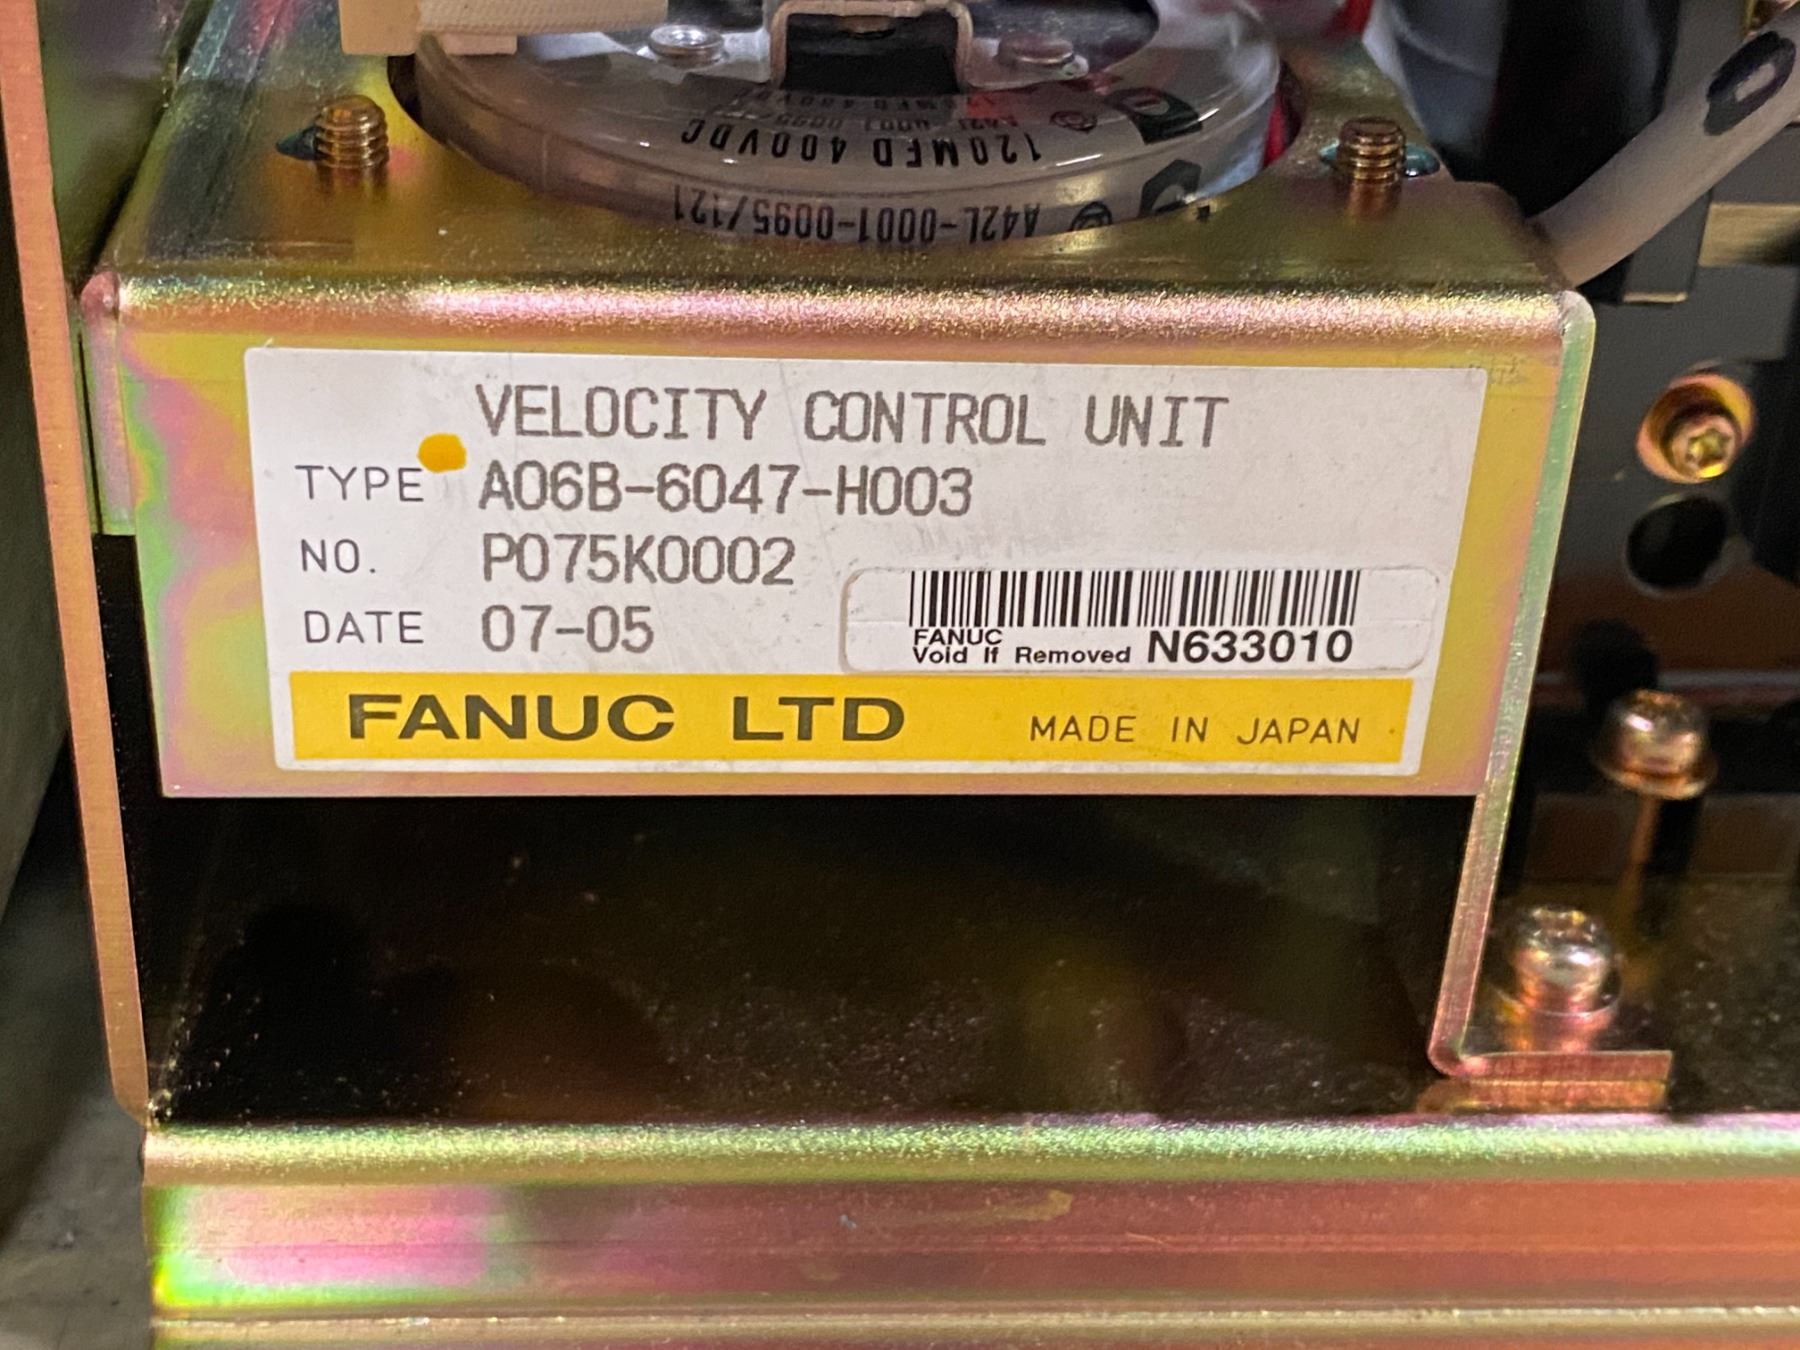 120MFD 400VDC
A42L-0001-0095/121
VELOCITY CONTROL UNIT
TYPE A06B-6047-H003
NO. P075K0002
DATE 07-05
FANUC
Void If Removed N633010
FANUC LTD MADE IN JAPAN